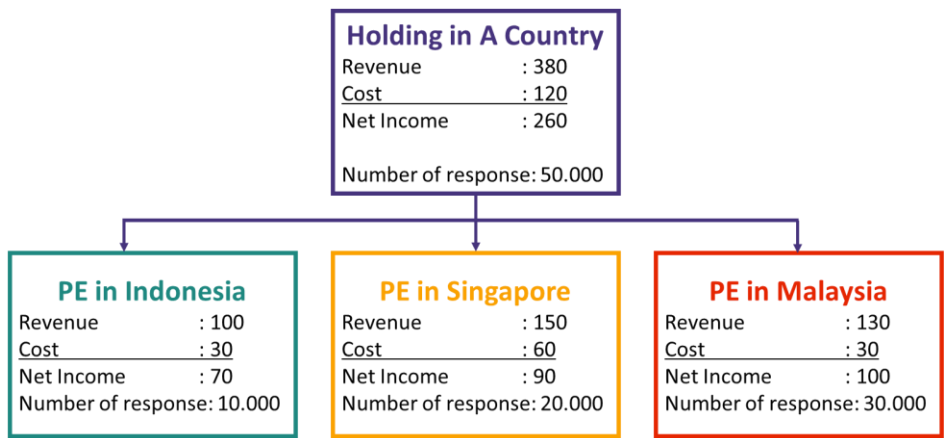 Holding in A Country
Revenue : 380
Cost : 120
Net Income : 260
Number of response: 50.000
PE in Indonesia
Revenue : 100
Cost : 30
Net Income : 70
Number of response: 10.000
PE in Singapore
Revenue : 150
Cost : 60
Net Income : 90
Number of response: 20.000
PE in Malaysia
Revenue : 130
Cost : 30
Net Income : 100
Number of response: 30.000